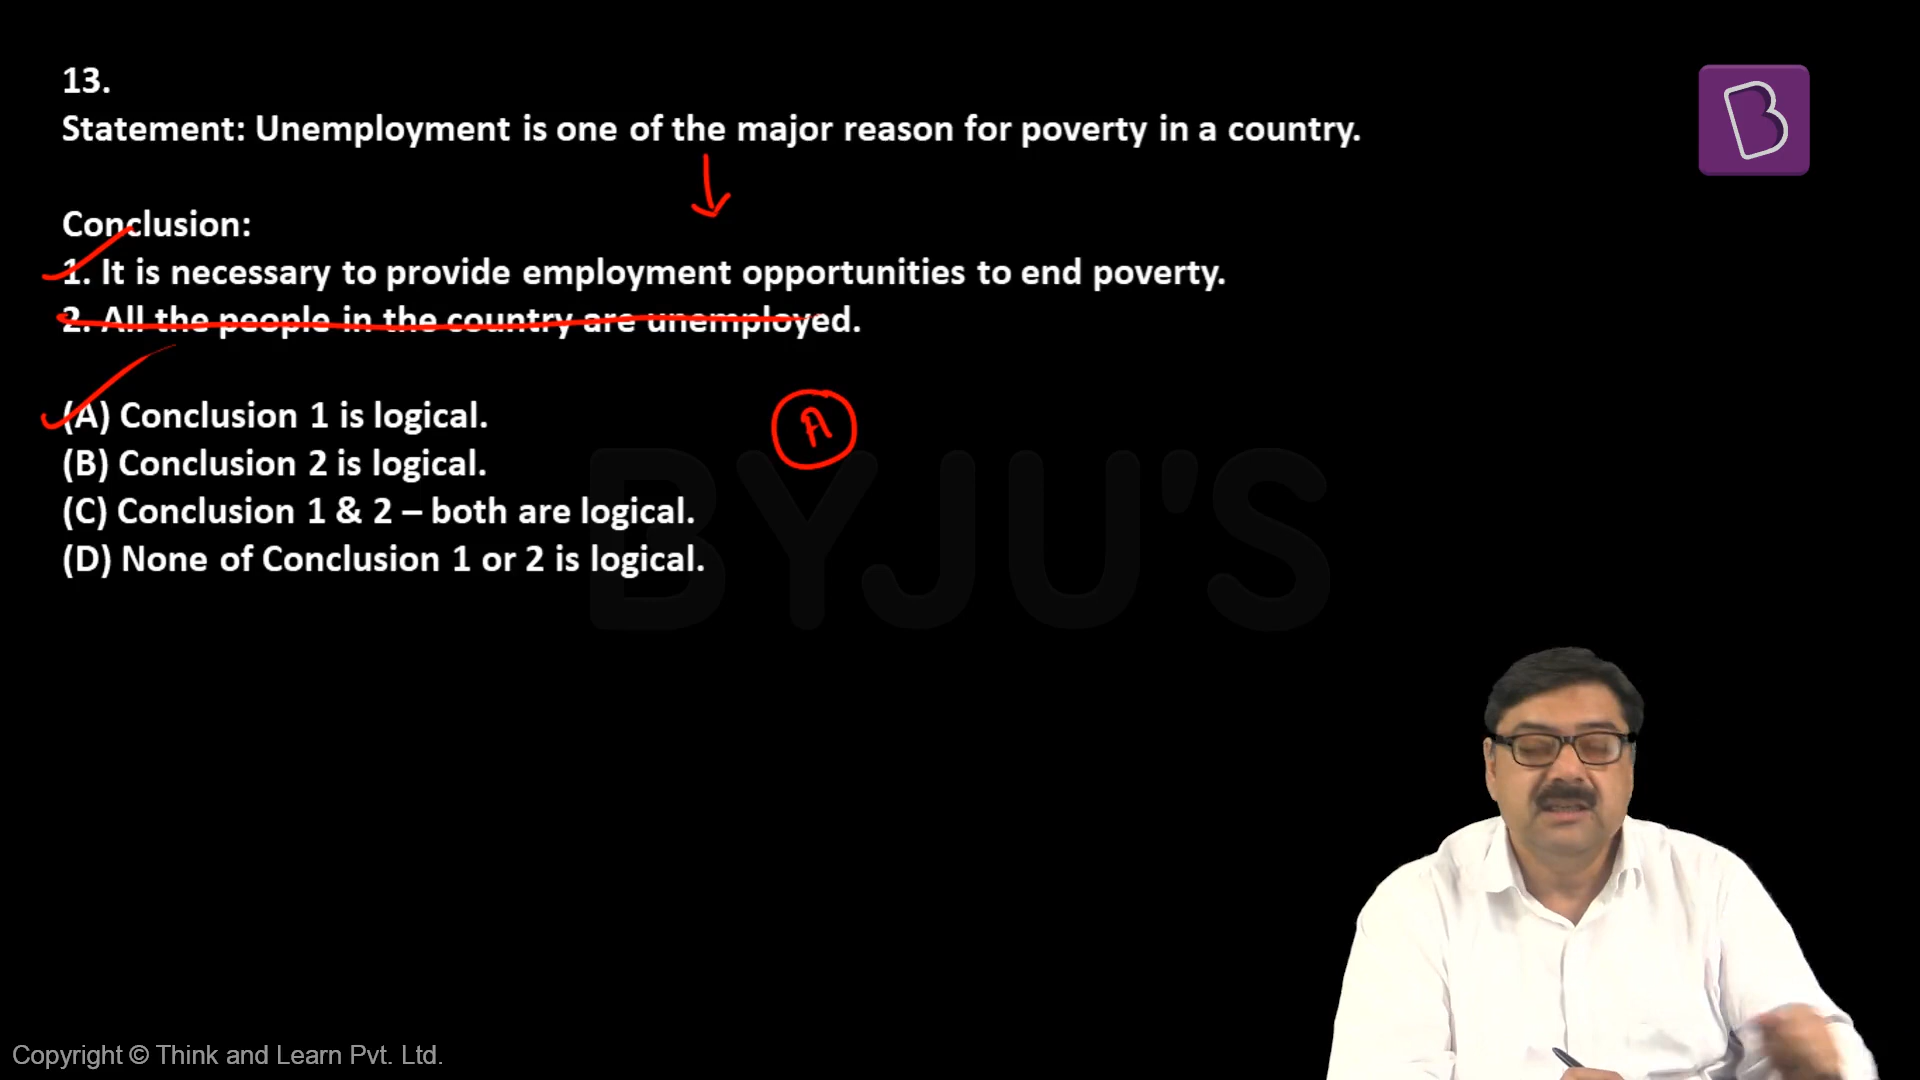 13.
Statement: Unemployment is one of the major reason for poverty in a country.
Conclusion:
1. It is necessary to provide employment opportunities to end poverty.
2. All the people in the country are unemployed.
(A) Conclusion 1 is logical.
A
(B) Conclusion 2 is logical.
(C) Conclusion 1 & 2 – both are logical.
(D) None of Conclusion 1 or 2 is logical.
BYJU'S
Copyright © Think and Learn Pvt. Ltd.